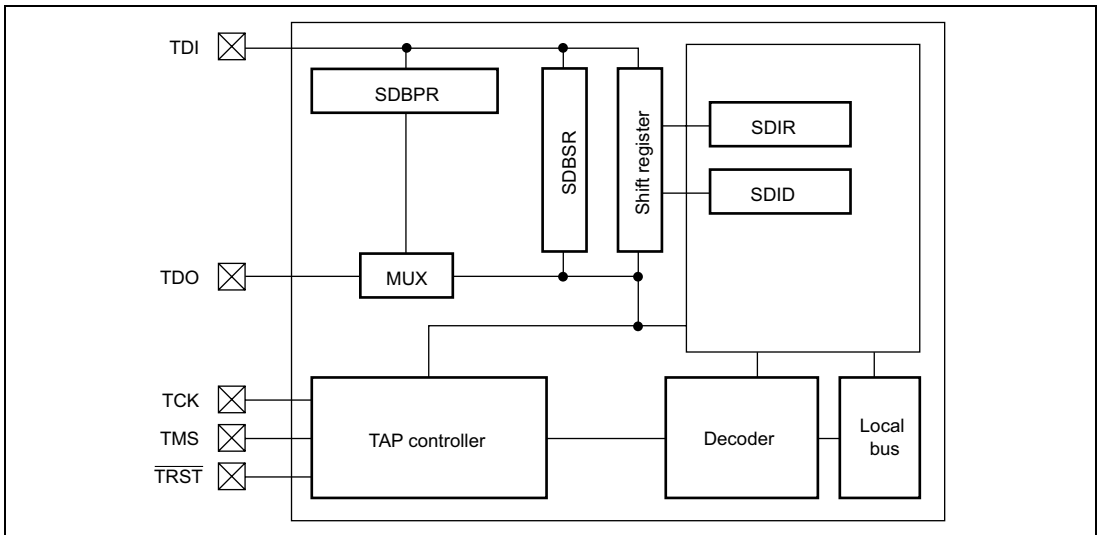 TDI
SDBPR
SDBSR
Shift register
SDIR
SDID
TDO
MUX
TCK
TMS
TRST
TAP controller
Decoder
Local
bus